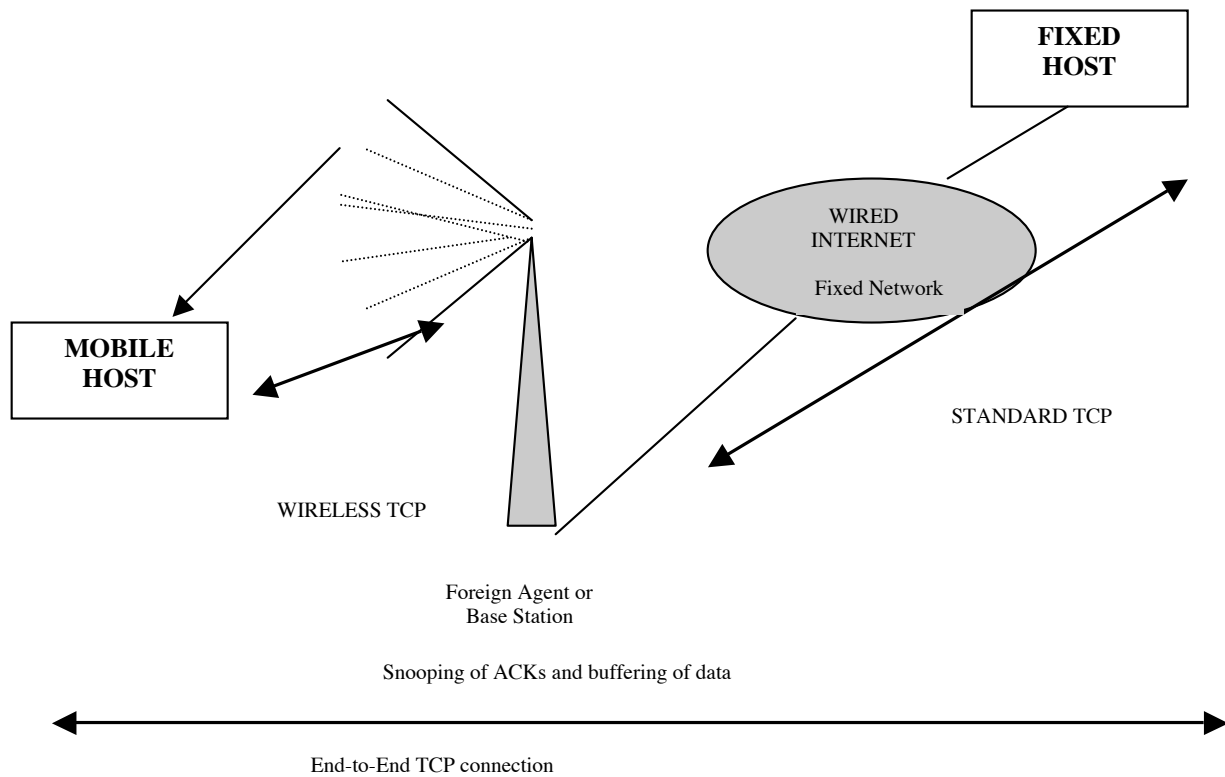 FIXED
HOST
WIRED
INTERNET
Fixed Network
MOBILE
HOST
STANDARD TCP
WIRELESS TCP
Foreign Agent or
Base Station
Snooping of ACKs and buffering of data
End-to-End TCP connection